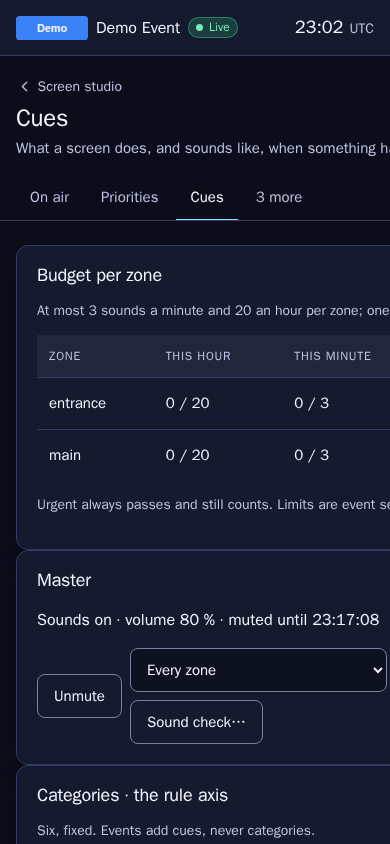 Demo
Demo Event
Live
23:02 UTC
Screen studio
Cues
What a screen does, and sounds like, when something
On air
Priorities
Cues
3 more
Budget per zone
At most 3 sounds a minute and 20 an hour per zone; one
ZONE THIS HOUR THIS MINUTE
entrance 0 / 20 0 / 3
main 0 / 20 0 / 3
Urgent always passes and still counts. Limits are event
Master
Sounds on · volume 80 % · muted until 23:17:08
Every zone
Unmute
Sound check···
Categories · the rule axis
Six, fixed. Events add cues, never categories.